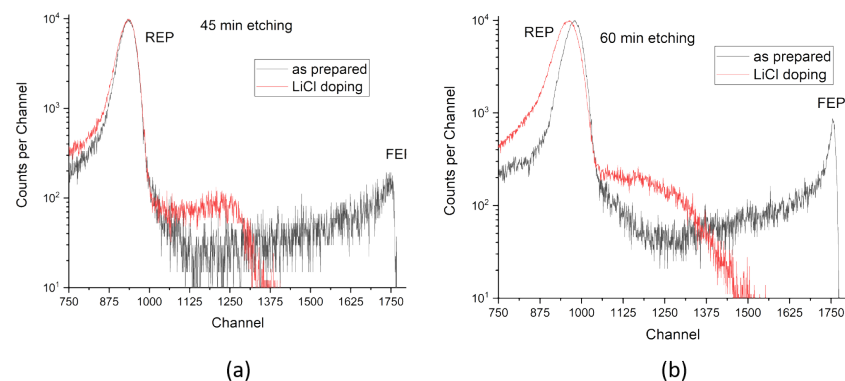 45 min etching
REP
as prepared
LiCl doping
FEI
Counts per Channel
10^4
10^3
10^2
10^1
750 875 1000 1125 1250 1375 1500 1625 1750
Channel
(a)
60 min etching
REP
as prepared
LiCl doping
FEP
Counts per Channel
10^4
10^3
10^2
10^1
750 875 1000 1125 1250 1375 1500 1625 1750
Channel
(b)